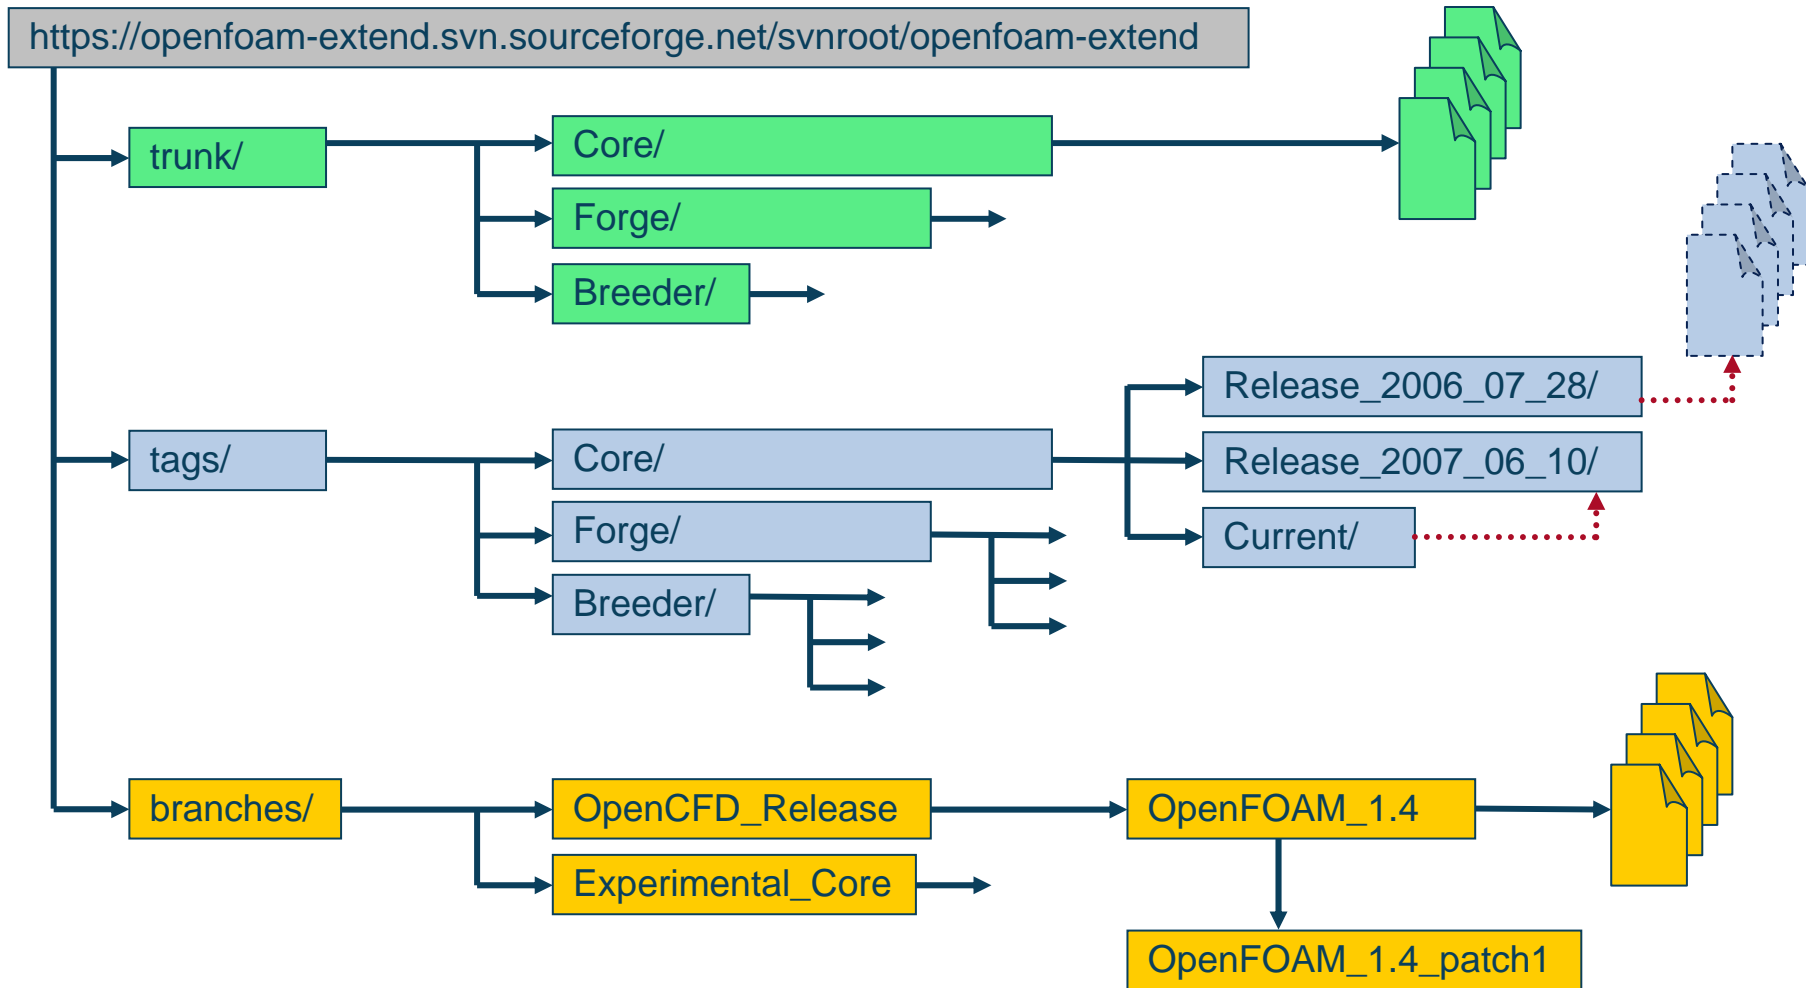 https://openfoam-extend.svn.sourceforge.net/svnroot/openfoam-extend
trunk/
Core/
Forge/
Breeder/
tags/
Core/
Forge/
Breeder/
Release_2006_07_28/
Release_2007_06_10/
Current/
branches/
OpenCFD_Release
OpenFOAM_1.4
Experimental_Core
OpenFOAM_1.4_patch1